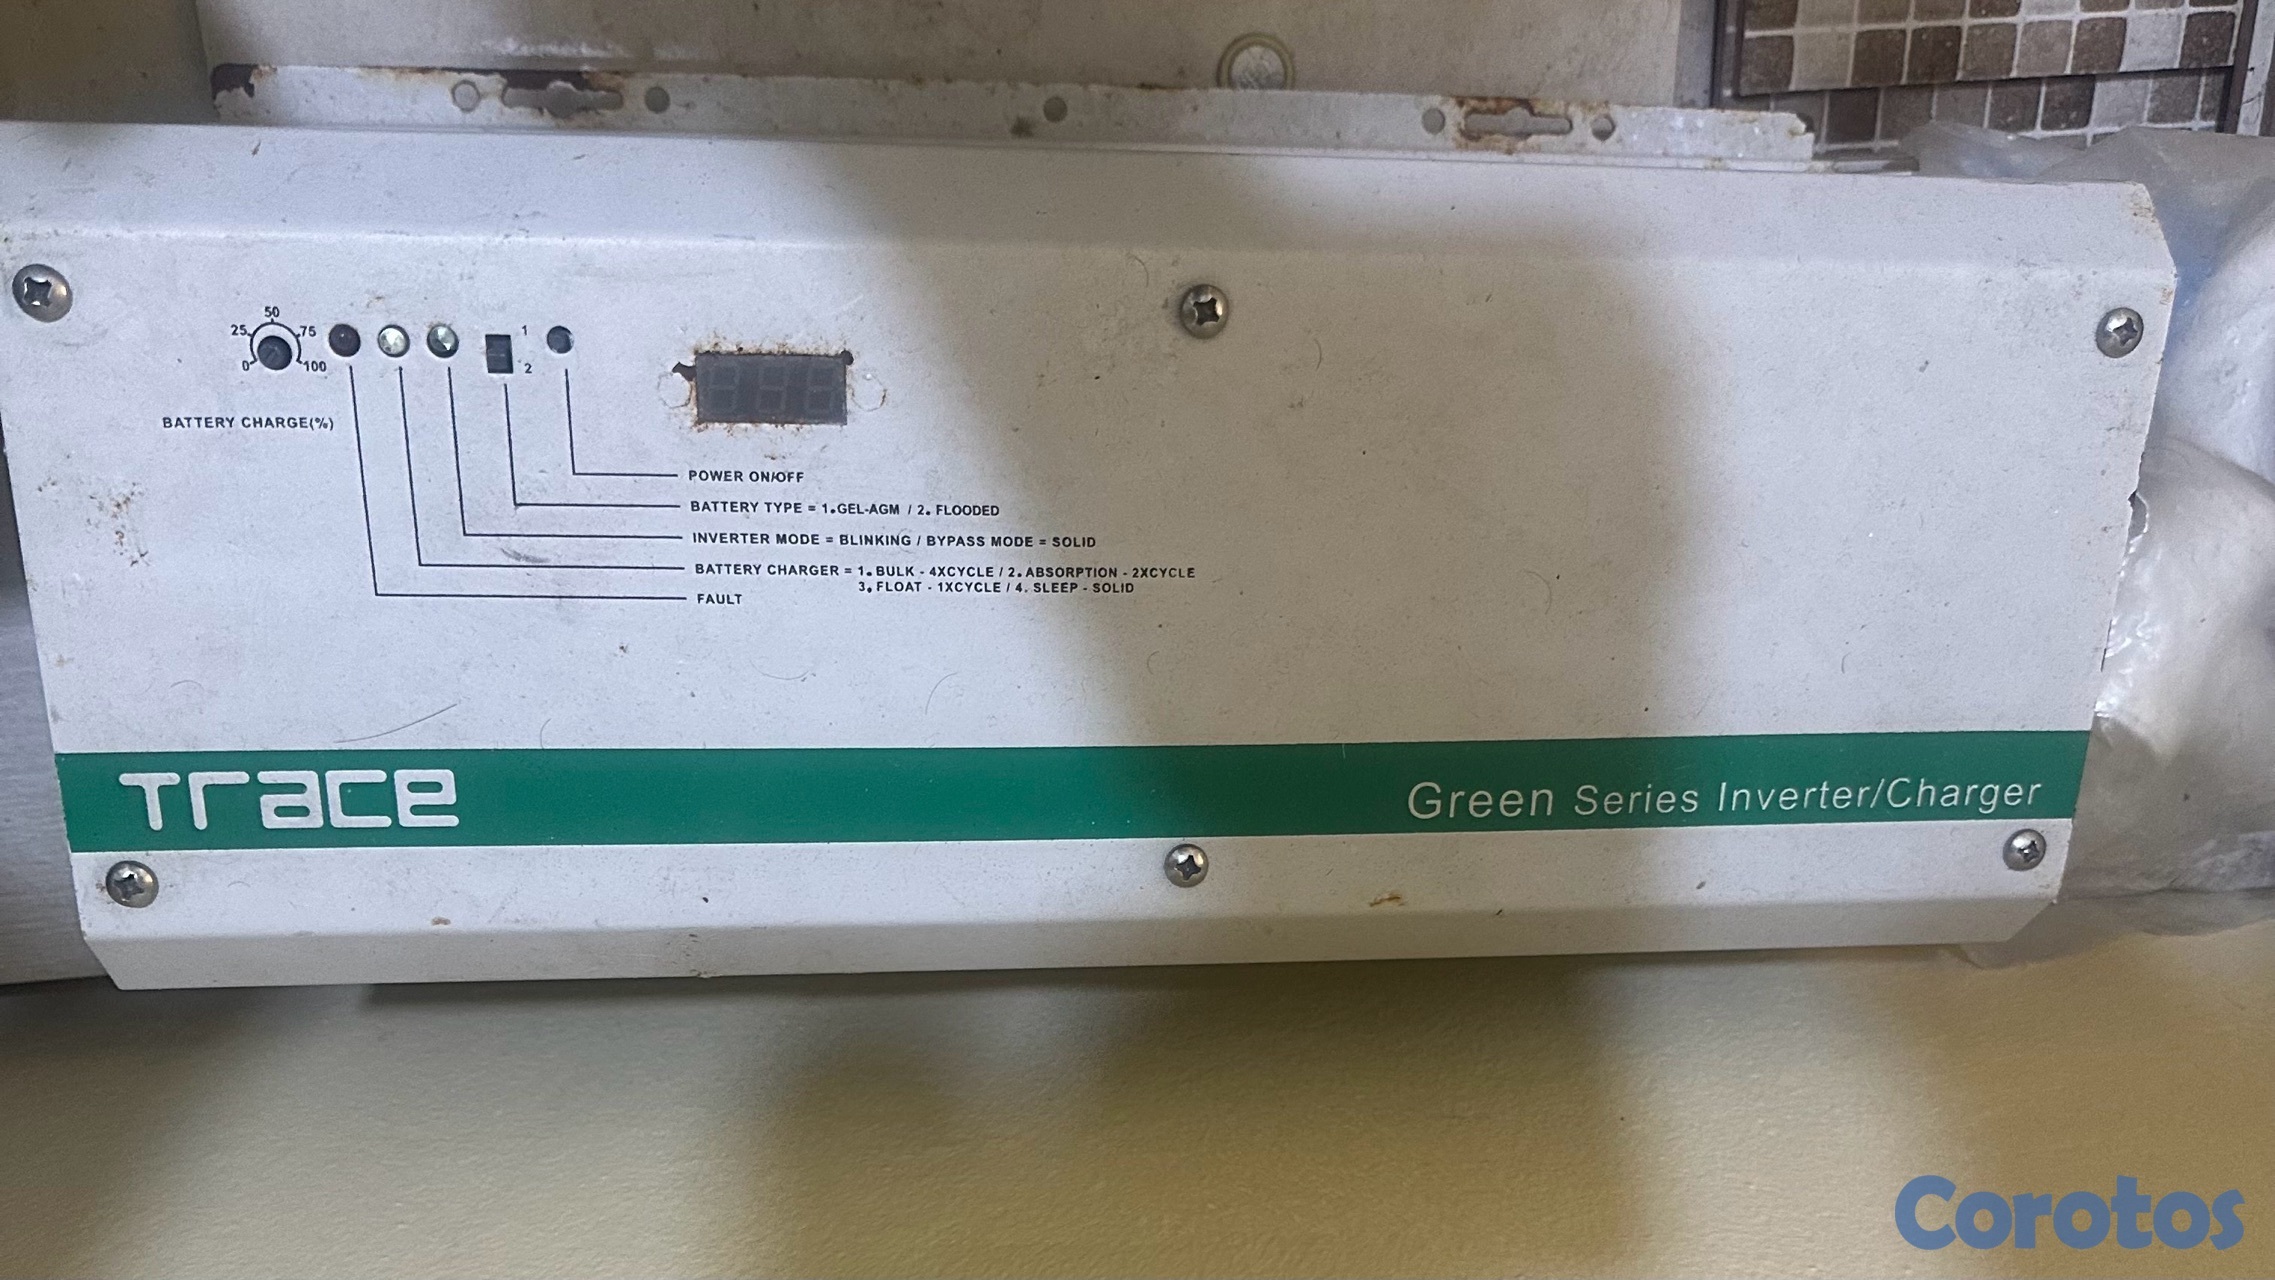 50
25 75
0 100
1
2
BATTERY CHARGE(%)
POWER ON/OFF
BATTERY TYPE = 1.GEL-AGM / 2. FLOODED
INVERTER MODE = BLINKING / BYPASS MODE = SOLID
BATTERY CHARGER = 1. BULK - 4XCYCLE / 2. ABSORPTION - 2XCYCLE
3. FLOAT - 1XCYCLE / 4. SLEEP - SOLID
FAULT
Trace
Green Series Inverter/Charger
Corotos